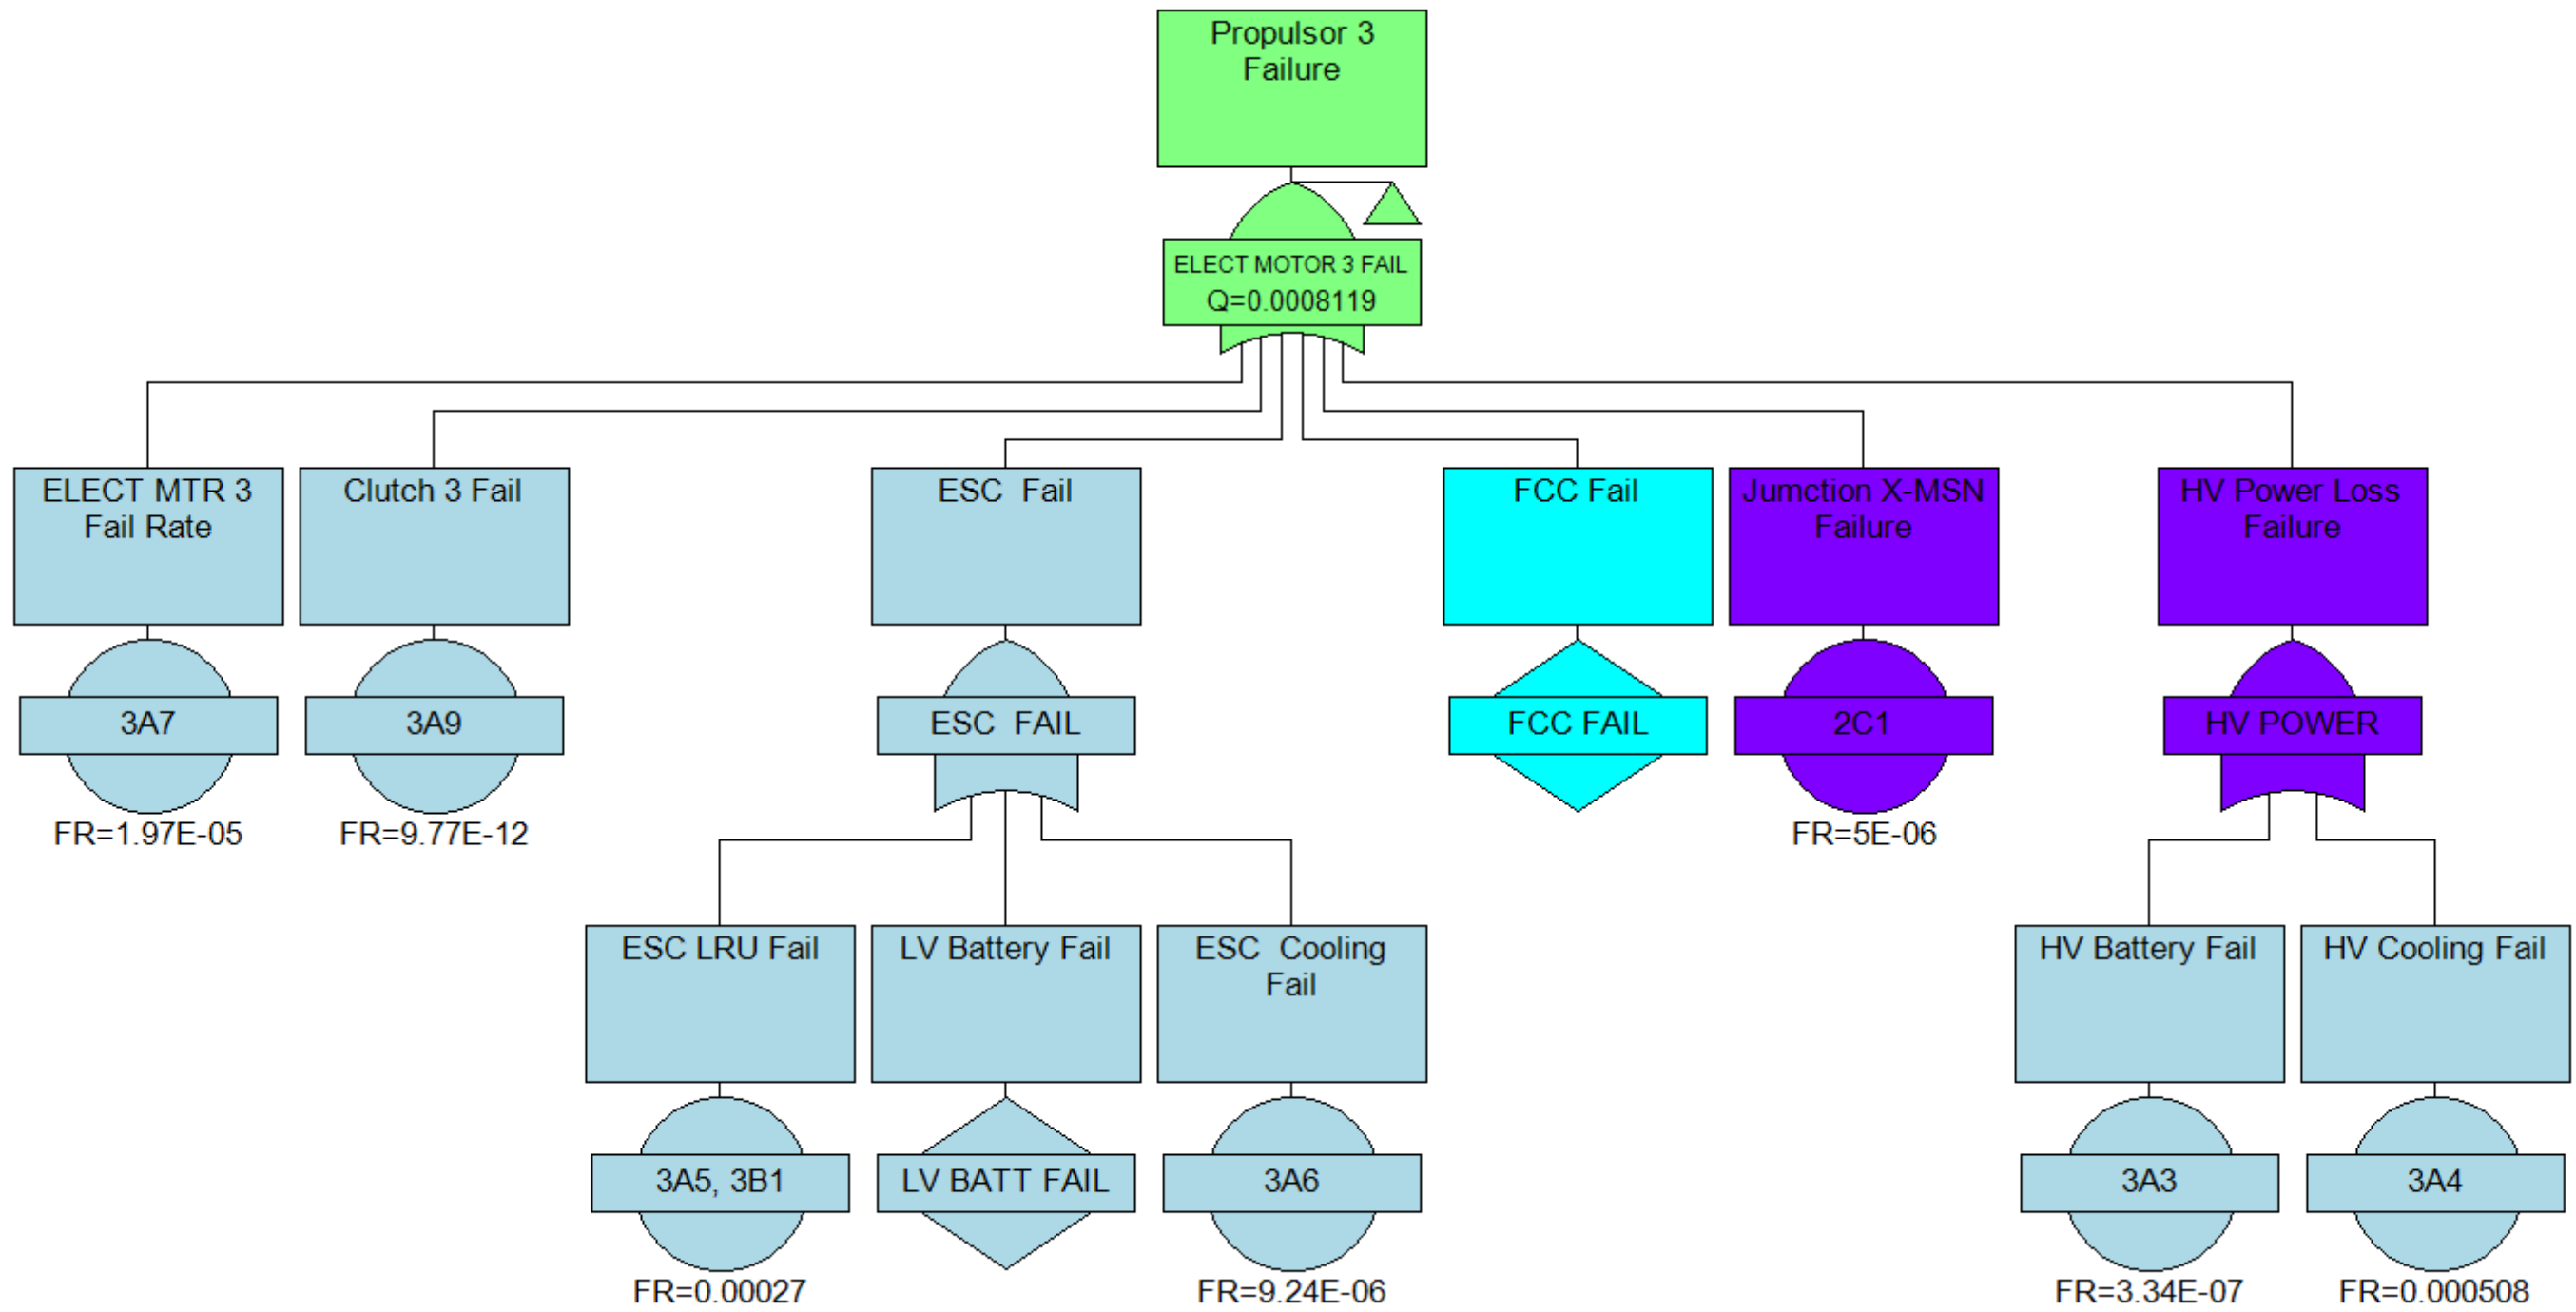 Propulsor 3
Failure
ELECT MOTOR 3 FAIL
Q=0.0008119
ELECT MTR 3
Fail Rate
Clutch 3 Fail
ESC  Fail
FCC Fail
Jumction X-MSN
Failure
HV Power Loss
Failure
3A7
3A9
ESC  FAIL
FCC FAIL
2C1
HV POWER
FR=1.97E-05
FR=9.77E-12
FR=5E-06
ESC LRU Fail
LV Battery Fail
ESC  Cooling
Fail
HV Battery Fail
HV Cooling Fail
3A5, 3B1
LV BATT FAIL
3A6
3A3
3A4
FR=0.00027
FR=9.24E-06
FR=3.34E-07
FR=0.000508